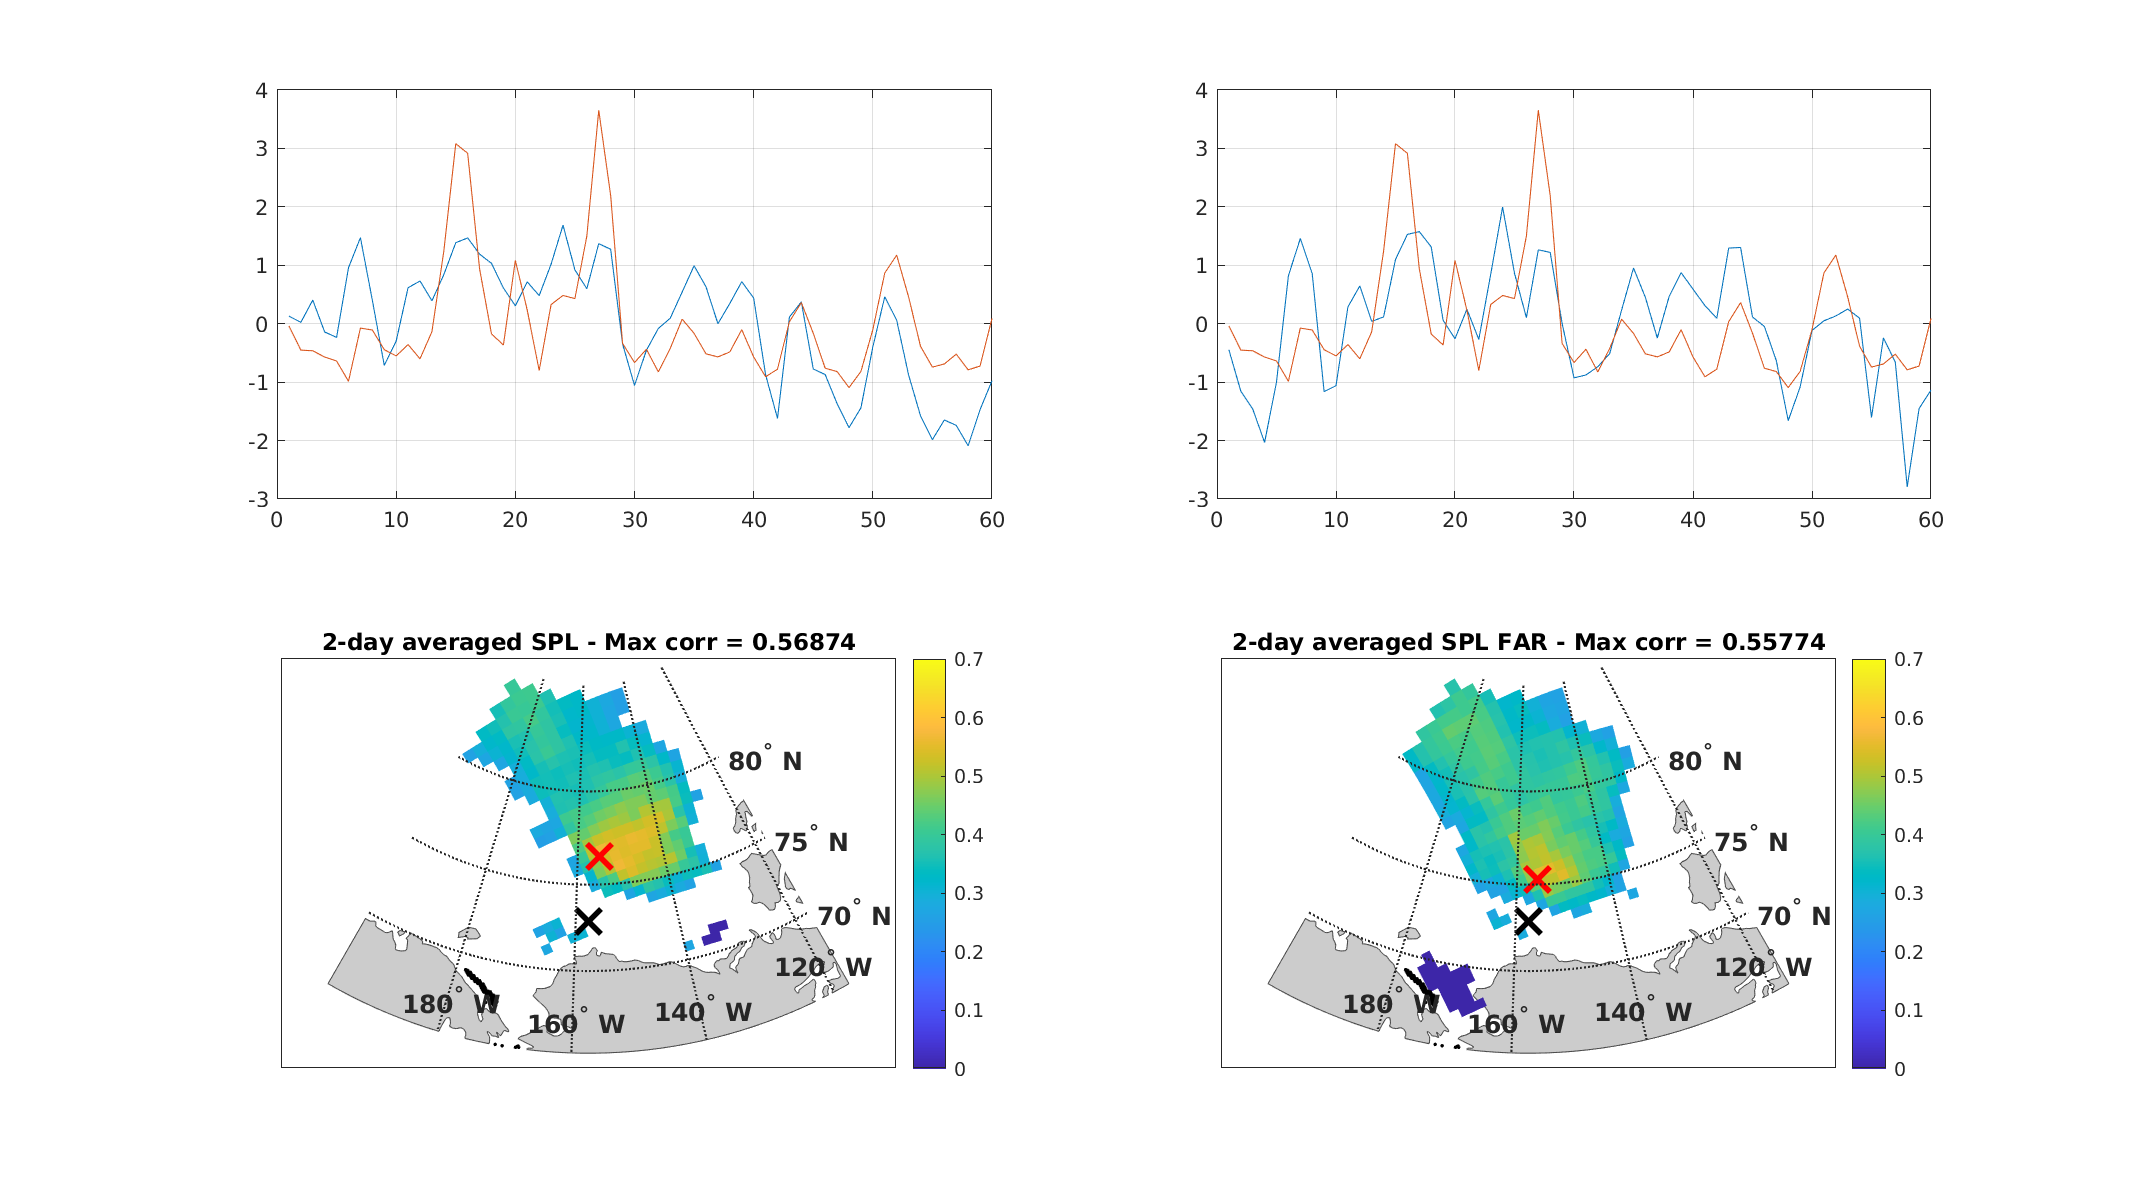 4
3
2
1
0
-1
-2
-3
0 10 20 30 40 50 60
4
3
2
1
0
-1
-2
-3
0 10 20 30 40 50 60
2-day averaged SPL - Max corr = 0.56874
80° N
75° N
70° N
120° W
180° W
160° W
140° W
0.7
0.6
0.5
0.4
0.3
0.2
0.1
0
2-day averaged SPL FAR - Max corr = 0.55774
80° N
75° N
70° N
120° W
180° W
160° W
140° W
0.7
0.6
0.5
0.4
0.3
0.2
0.1
0